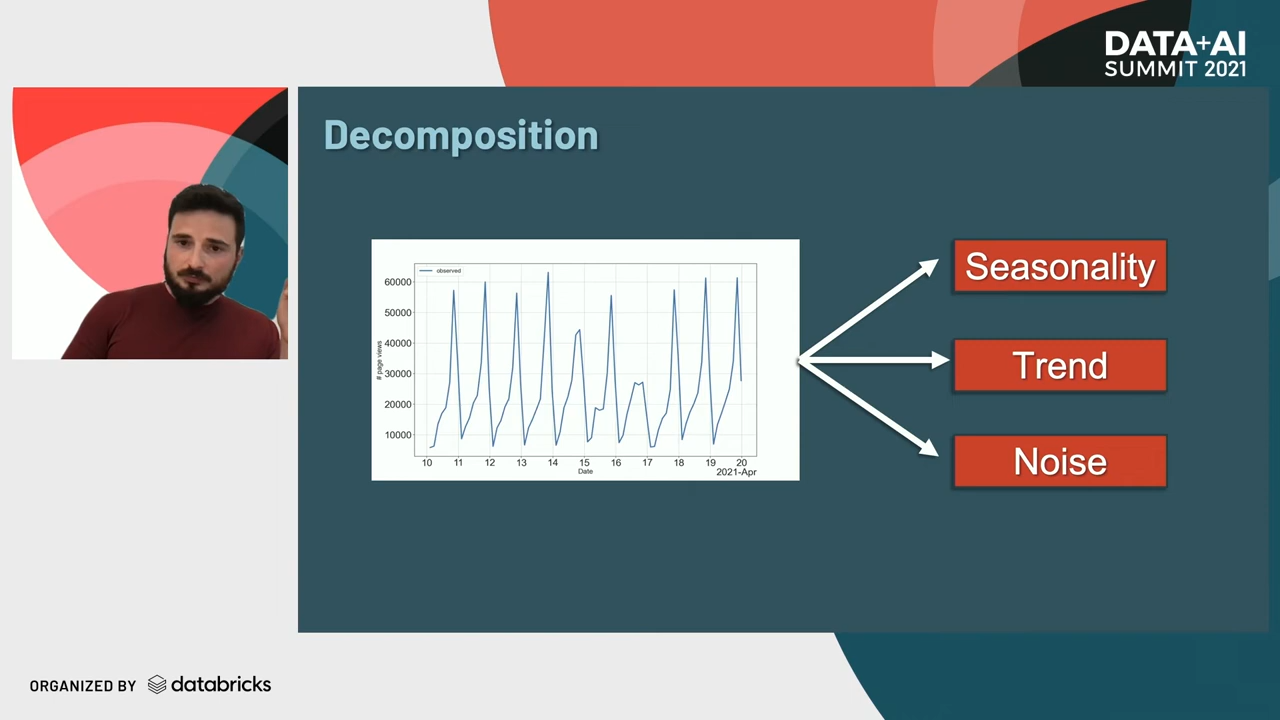 DATA+AI
SUMMIT 2021
Decomposition
observed
60000
50000
40000
30000
20000
10000
# page views
10 11 12 13 14 15 16 17 18 19 20
Date
2021-Apr
Seasonality
Trend
Noise
ORGANIZED BY databricks